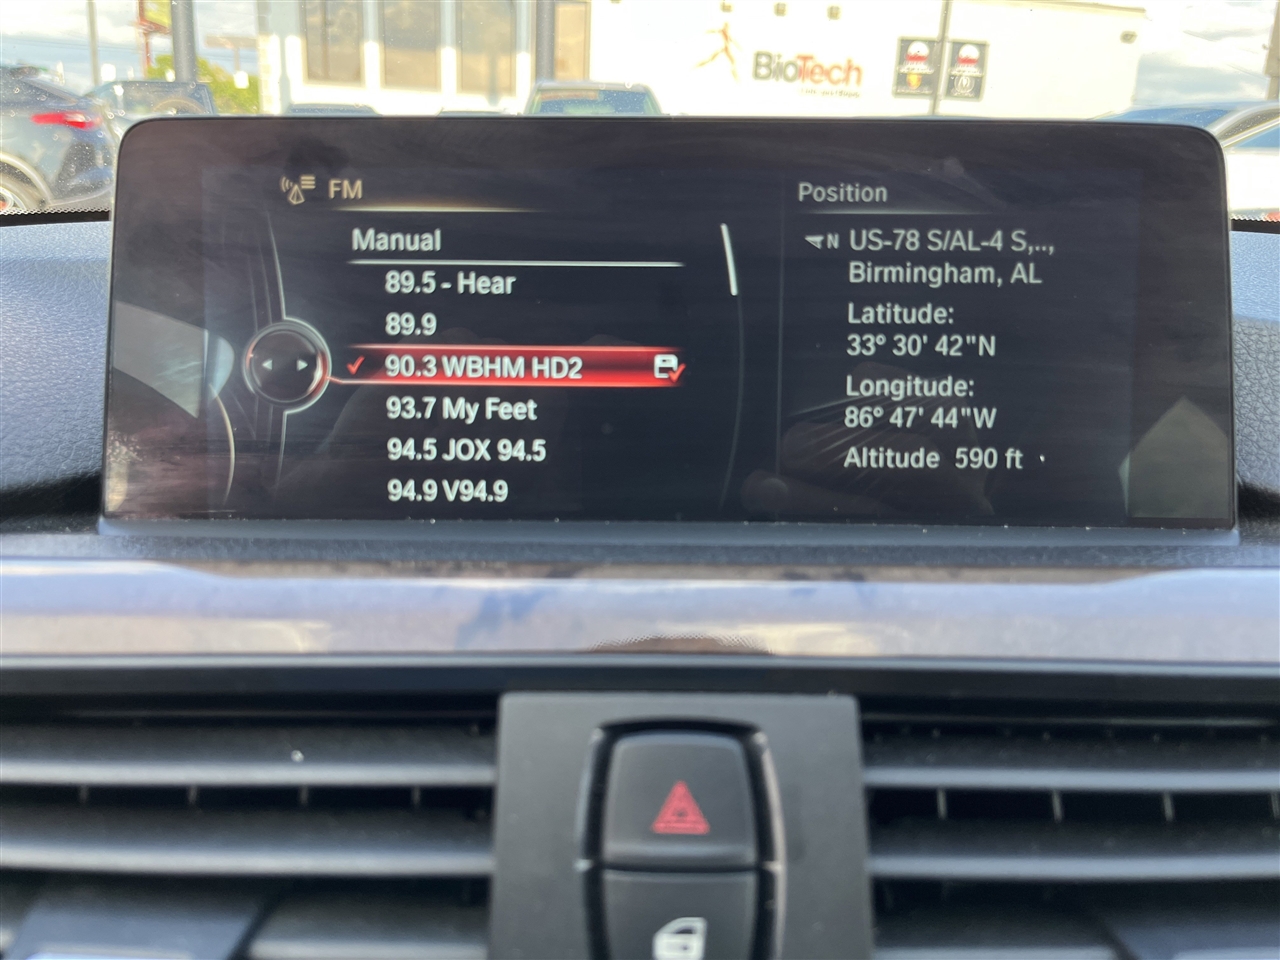 BioTech
FM
Manual
89.5 - Hear
89.9
90.3 WBHM HD2
93.7 My Feet
94.5 JOX 94.5
94.9 V94.9
Position
N US-78 S/AL-4 S,..,
Birmingham, AL
Latitude:
33° 30' 42"N
Longitude:
86° 47' 44"W
Altitude 590 ft